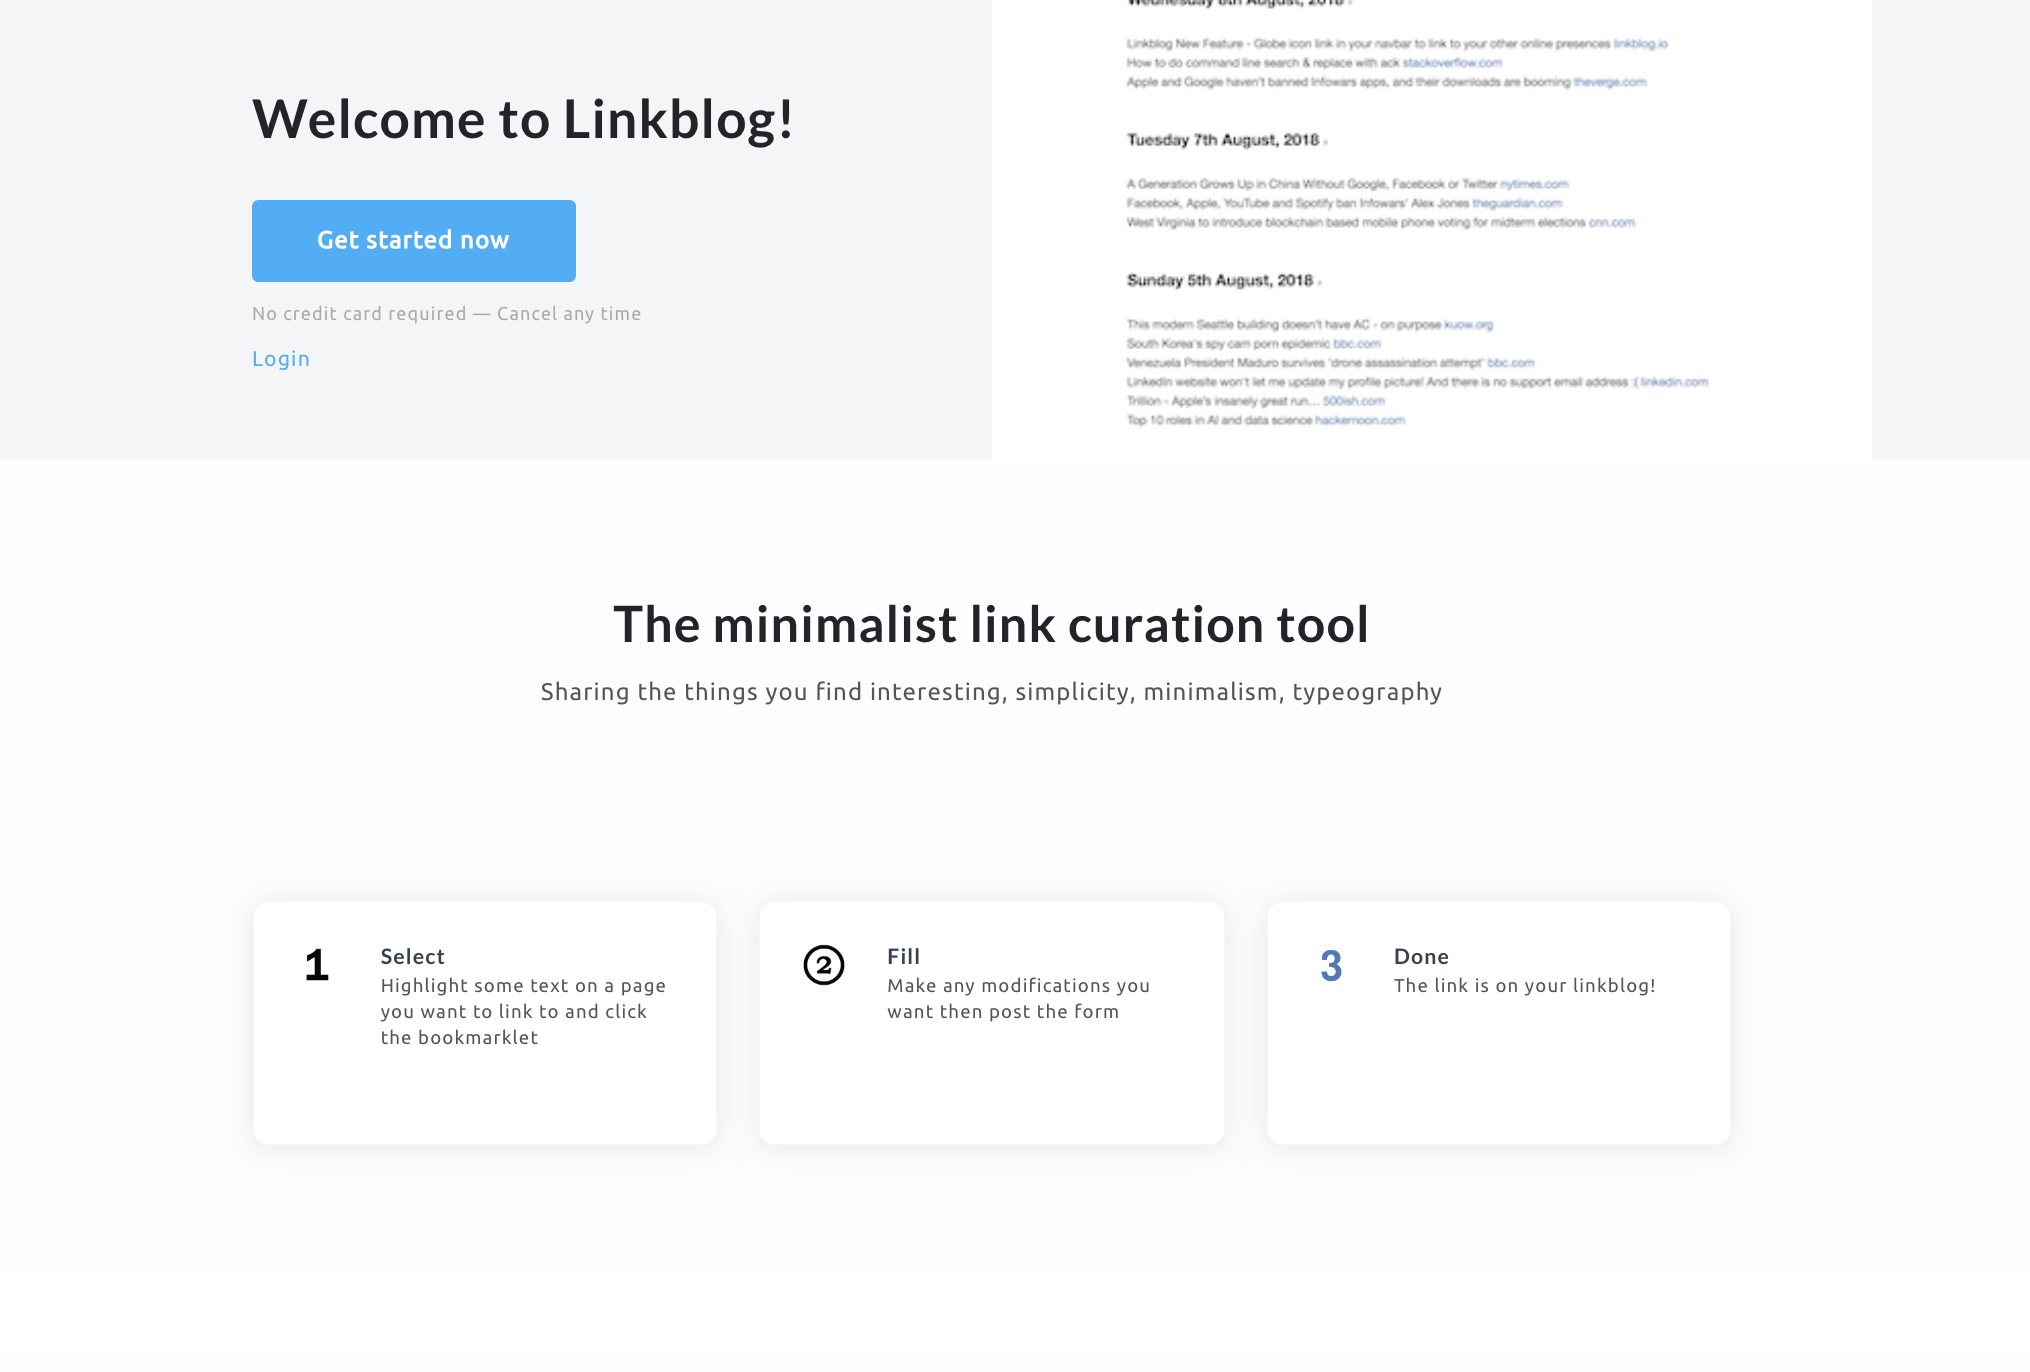 Welcome to Linkblog!
Get started now
No credit card required — Cancel any time
Login
Wednesday 8th August, 2018
Linkblog New Feature - Globe icon link in your navbar to link to your other online presences linkblog.io
How to do command line search & replace with ack stackoverflow.com
Apple and Google haven't banned Infowars apps, and their downloads are booming theverge.com
Tuesday 7th August, 2018
A Generation Grows Up in China Without Google, Facebook or Twitter nytimes.com
Facebook, Apple, YouTube and Spotify ban Infowars' Alex Jones theguardian.com
West Virginia to introduce blockchain based mobile phone voting for midterm elections cnn.com
Sunday 5th August, 2018
This modern Seattle building doesn't have AC - on purpose kuow.org
South Korea's spy cam porn epidemic bbc.com
Venezuela President Maduro survives 'drone assassination attempt' bbc.com
LinkedIn website won't let me update my profile picture! And there is no support email address :( linkedin.com
Trillion - Apple's insanely great run... 500ish.com
Top 10 roles in AI and data science hackernoon.com
The minimalist link curation tool
Sharing the things you find interesting, simplicity, minimalism, typeography
1
Select
Highlight some text on a page
you want to link to and click
the bookmarklet
2
Fill
Make any modifications you
want then post the form
3
Done
The link is on your linkblog!